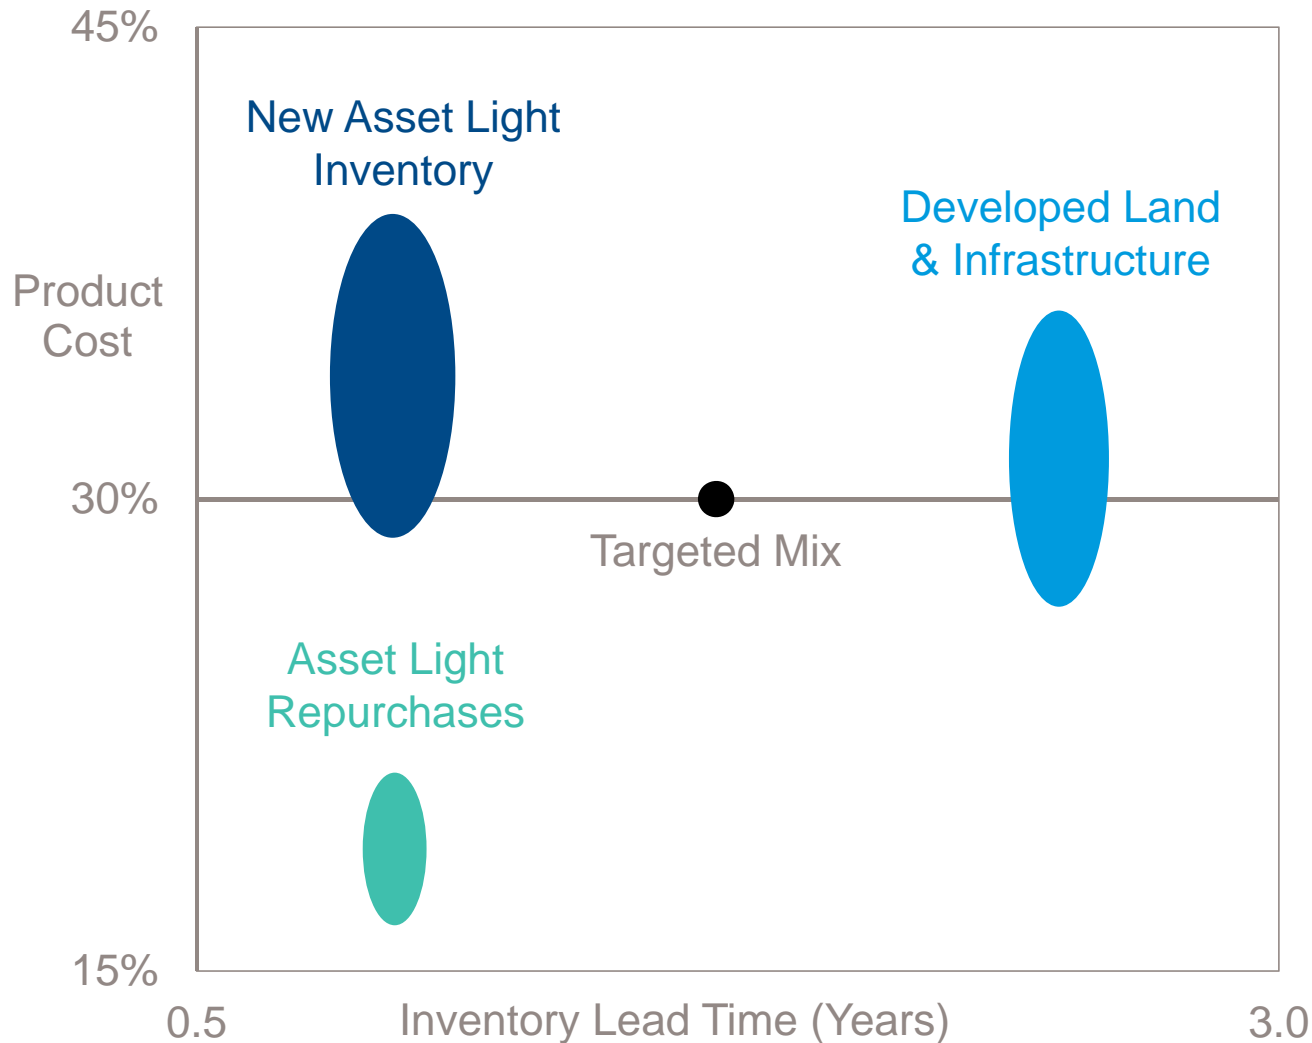 45%
New Asset Light
Inventory
Developed Land
& Infrastructure
Product
Cost
30%
Targeted Mix
Asset Light
Repurchases
15%
0.5
Inventory Lead Time (Years)
3.0